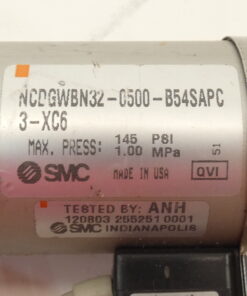 NCDGWBN32-0500-B54SAPC
3-XC6
MAX. PRESS: 145 PSI
1.00 MPa
51
SMC MADE IN USA QVI
TESTED BY: ANH
120803 255251 0001
SMC INDIANAPOLIS